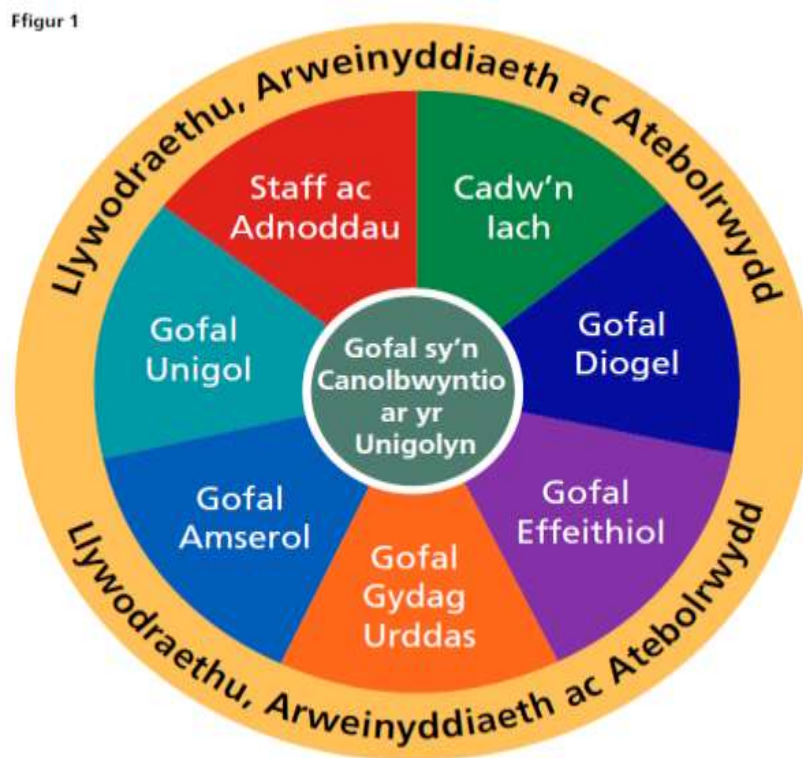 Ffigur 1
Llywodraethu, Arweinyddiaeth ac Atebolrwydd
Staff ac
Adnoddau
Cadw'n
Iach
Gofal
Unigol
Gofal
Diogel
Gofal sy'n
Canolbwyntio
ar yr
Unigolyn
Gofal
Amserol
Gofal
Effeithiol
Gofal
Gydag
Urddas
Llywodraethu, Arweinyddiaeth ac Atebolrwydd